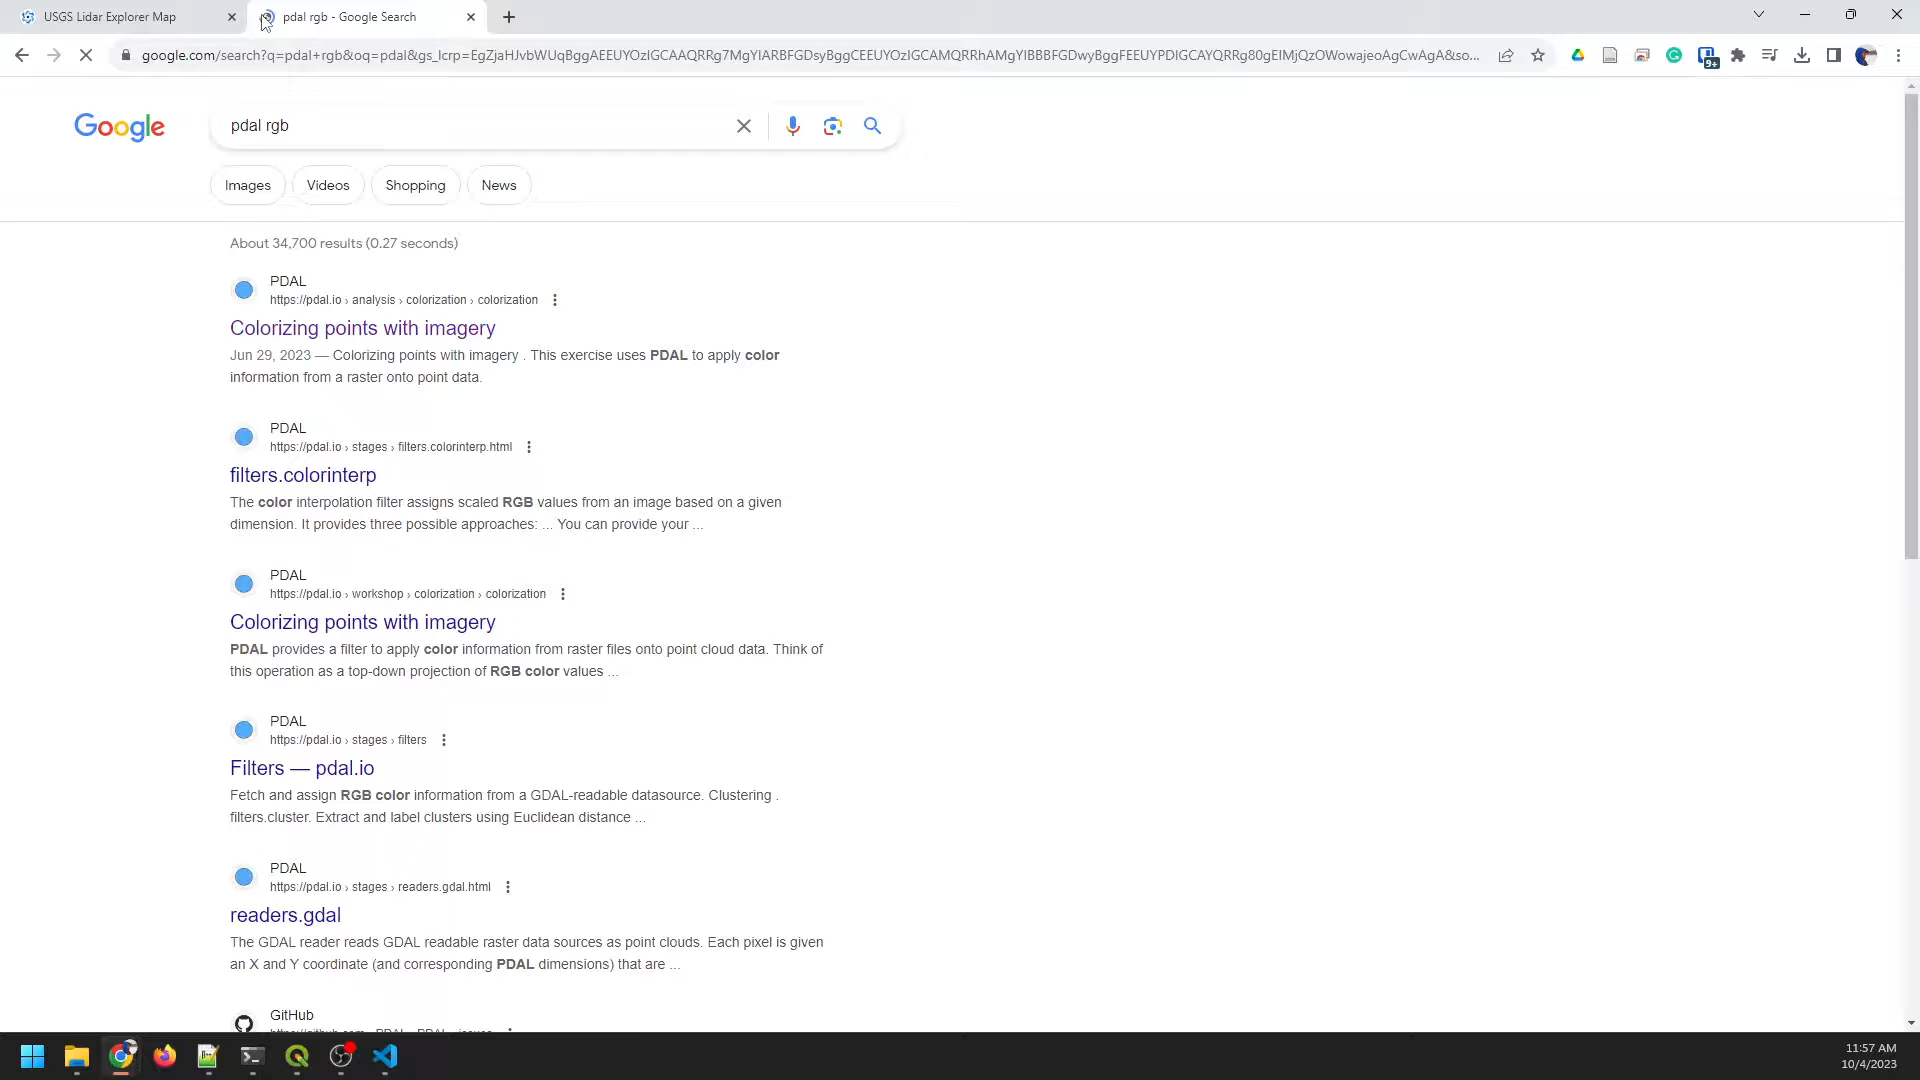 USGS Lidar Explorer Map
pdal rgb - Google Search
google.com/search?q=pdal+rgb&oq=pdal&gs_lcrp=EgZjaHJvbWUqBggAEEUYOzIGCAAQRRg7MgYIARBFGDsyBggCEEUYOzIGCAMQRRhAMgYIBBBFGDwyBggFEEUYPDIGCAYQRRg80gEIMjQzOWowajeoAgCwAgA&so...
9+
Google
pdal rgb
Images
Videos
Shopping
News
About 34,700 results (0.27 seconds)
PDAL
https://pdal.io › analysis › colorization › colorization
Colorizing points with imagery
Jun 29, 2023 — Colorizing points with imagery . This exercise uses PDAL to apply color
information from a raster onto point data.
PDAL
https://pdal.io › stages › filters.colorinterp.html
filters.colorinterp
The color interpolation filter assigns scaled RGB values from an image based on a given
dimension. It provides three possible approaches: ... You can provide your ...
PDAL
https://pdal.io › workshop › colorization › colorization
Colorizing points with imagery
PDAL provides a filter to apply color information from raster files onto point cloud data. Think of
this operation as a top-down projection of RGB color values ...
PDAL
https://pdal.io › stages › filters
Filters — pdal.io
Fetch and assign RGB color information from a GDAL-readable datasource. Clustering .
filters.cluster. Extract and label clusters using Euclidean distance ...
PDAL
https://pdal.io › stages › readers.gdal.html
readers.gdal
The GDAL reader reads GDAL readable raster data sources as point clouds. Each pixel is given
an X and Y coordinate (and corresponding PDAL dimensions) that are ...
GitHub
11:57 AM
10/4/2023